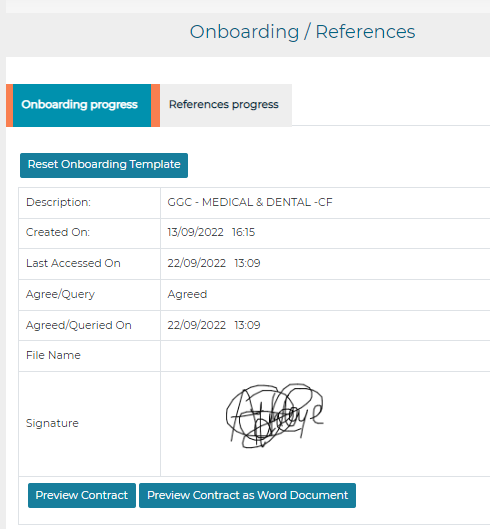 Onboarding / References
Onboarding progress References progress
Reset Onboarding Template
Description: GGC - MEDICAL & DENTAL -CF
Created On: 13/09/2022 16:15
Last Accessed On 22/09/2022 13:09
Agree/Query Agreed
Agreed/Queried On 22/09/2022 13:09
File Name
Signature
Preview Contract Preview Contract as Word Document